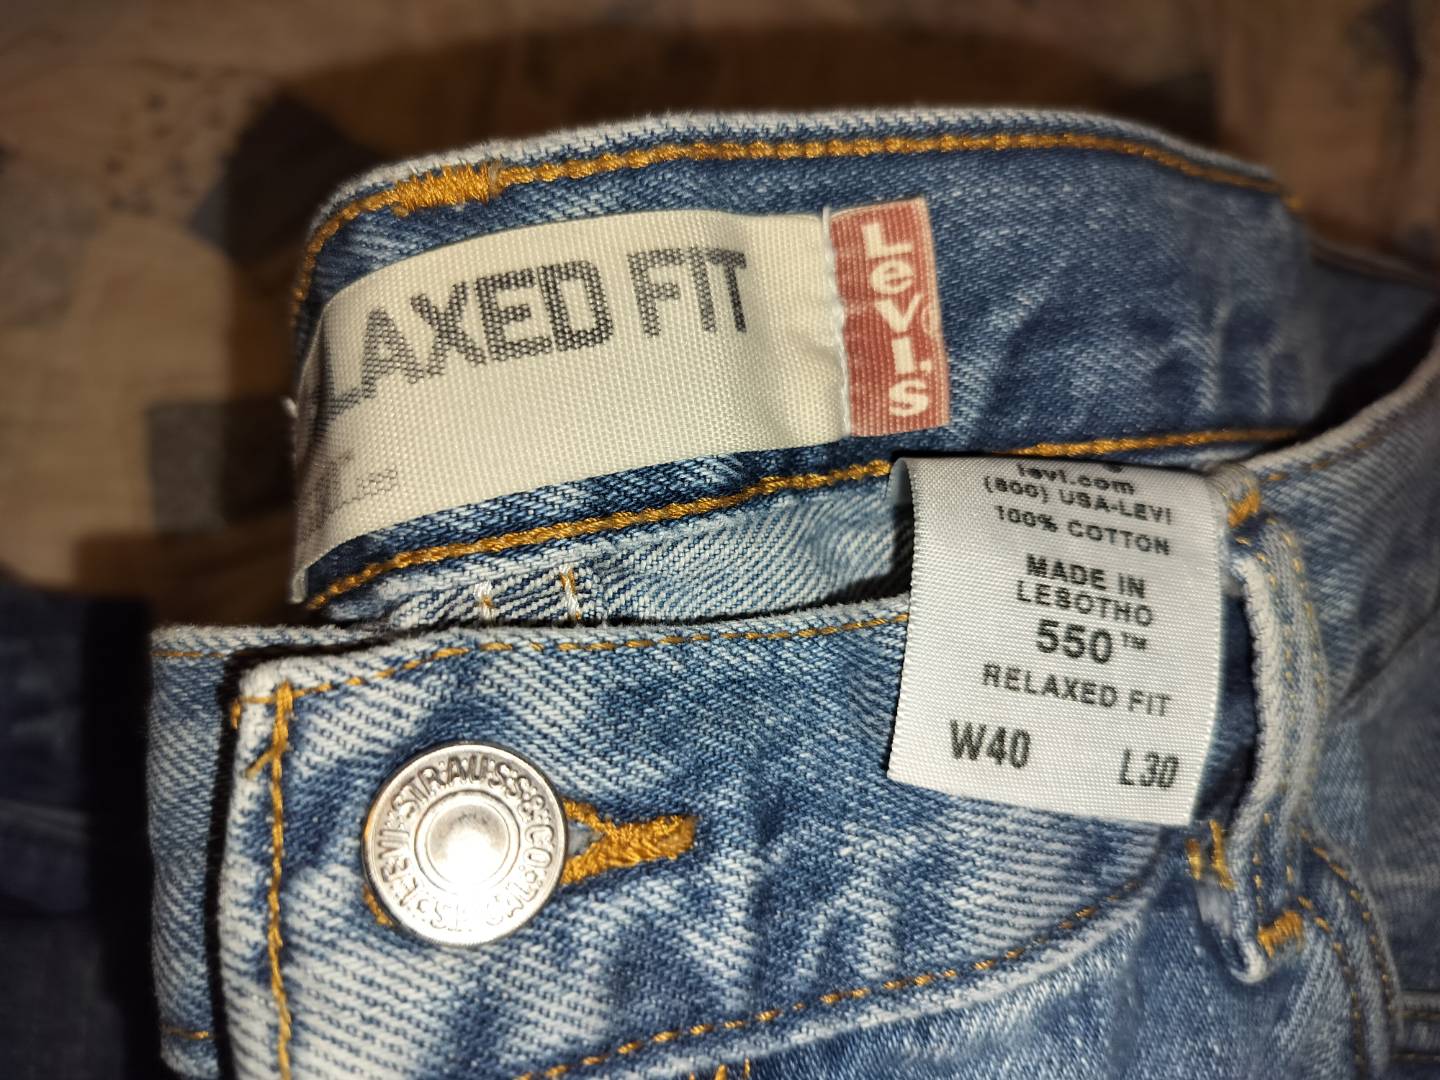 LAXED FIT
LEVI'S
levi.com
(800) USA-LEVI
100% COTTON
MADE IN
LESOTHO
550™
RELAXED FIT
W40 L30
LEVI STRAUSS & CO